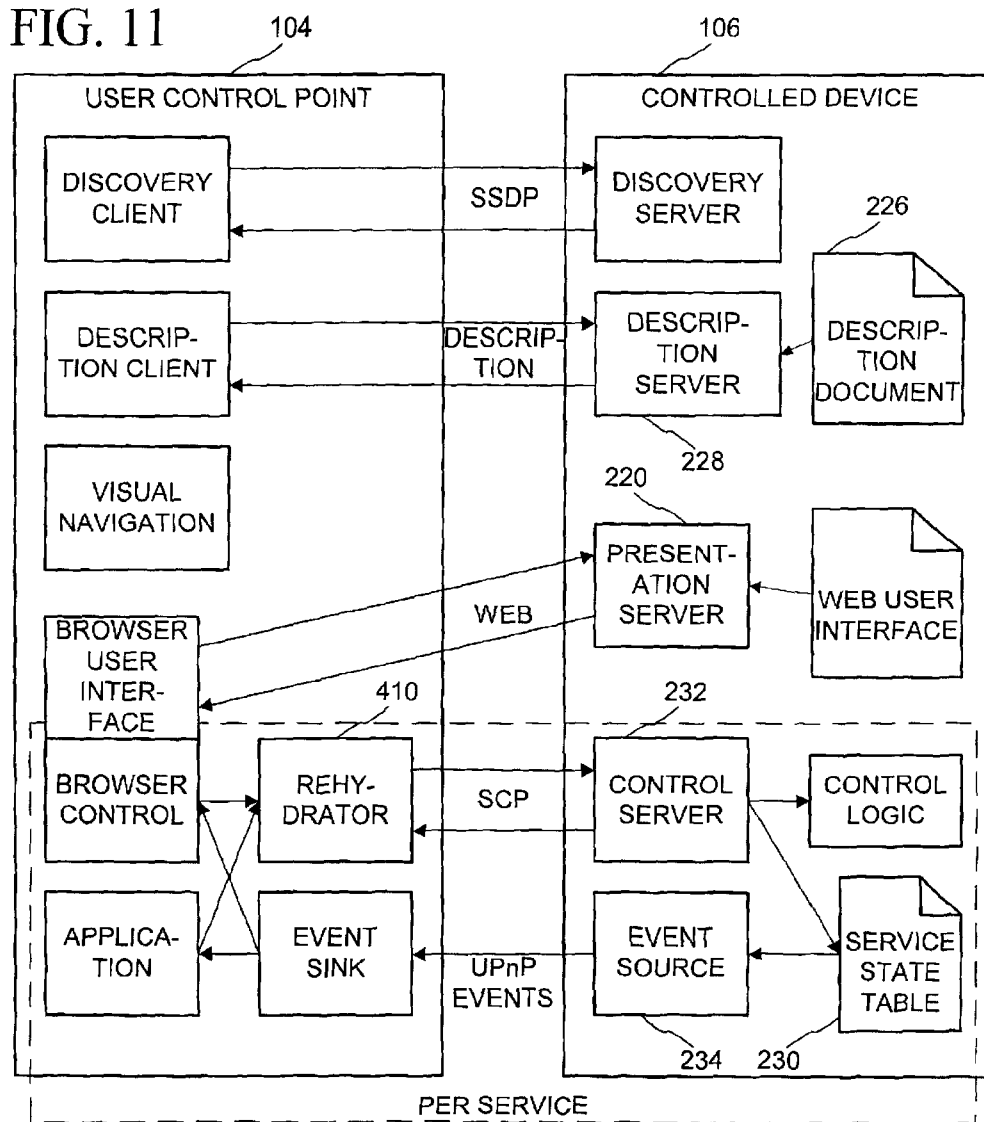 FIG. 11
104
106
USER CONTROL POINT
CONTROLLED DEVICE
DISCOVERY
CLIENT
SSDP
DISCOVERY
SERVER
226
DESCRIP-
TION CLIENT
DESCRIP-
TION
DESCRIP-
TION
SERVER
DESCRIP-
TION
DOCUMENT
228
VISUAL
NAVIGATION
220
PRESENT-
ATION
SERVER
WEB USER
INTERFACE
WEB
BROWSER
USER
INTER-
FACE
410
232
BROWSER
CONTROL
REHY-
DRATOR
SCP
CONTROL
SERVER
CONTROL
LOGIC
APPLICA-
TION
EVENT
SINK
UPnP
EVENTS
EVENT
SOURCE
SERVICE
STATE
TABLE
234
230
PER SERVICE